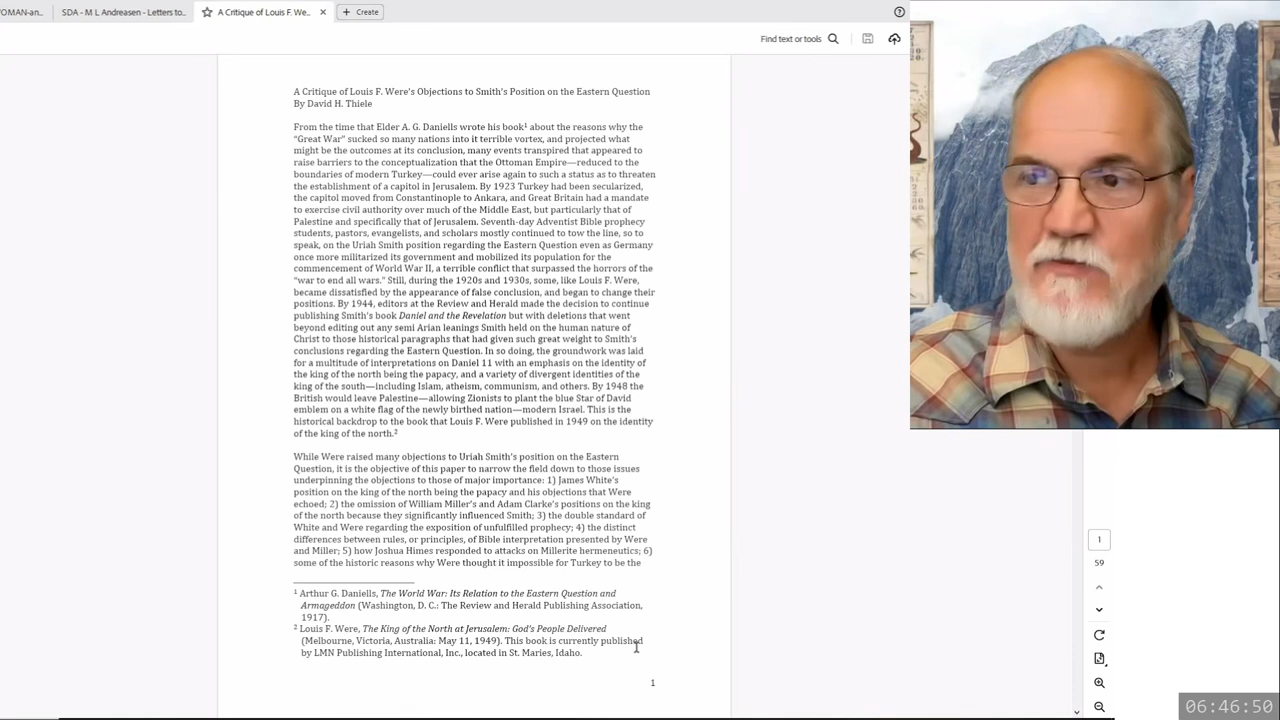 OMAN-an...
SDA - M L Andreasen - Letters to...
A Critique of Louis F. We...
Create
Find text or tools
A Critique of Louis F. Were's Objections to Smith's Position on the Eastern Question
By David H. Thiele
From the time that Elder A. G. Daniells wrote his book1 about the reasons why the
"Great War" sucked so many nations into it terrible vortex, and projected what
might be the outcomes at its conclusion, many events transpired that appeared to
raise barriers to the conceptualization that the Ottoman Empire—reduced to the
boundaries of modern Turkey—could ever arise again to such a status as to threaten
the establishment of a capitol in Jerusalem. By 1923 Turkey had been secularized,
the capitol moved from Constantinople to Ankara, and Great Britain had a mandate
to exercise civil authority over much of the Middle East, but particularly that of
Palestine and specifically that of Jerusalem. Seventh-day Adventist Bible prophecy
students, pastors, evangelists, and scholars mostly continued to tow the line, so to
speak, on the Uriah Smith position regarding the Eastern Question even as Germany
once more militarized its government and mobilized its population for the
commencement of World War II, a terrible conflict that surpassed the horrors of the
"war to end all wars." Still, during the 1920s and 1930s, some, like Louis F. Were,
became dissatisfied by the appearance of false conclusion, and began to change their
positions. By 1944, editors at the Review and Herald made the decision to continue
publishing Smith's book Daniel and the Revelation but with deletions that went
beyond editing out any semi Arian leanings Smith held on the human nature of
Christ to those historical paragraphs that had given such great weight to Smith's
conclusions regarding the Eastern Question. In so doing, the groundwork was laid
for a multitude of interpretations on Daniel 11 with an emphasis on the identity of
the king of the north being the papacy, and a variety of divergent identities of the
king of the south—including Islam, atheism, communism, and others. By 1948 the
British would leave Palestine—allowing Zionists to plant the blue Star of David
emblem on a white flag of the newly birthed nation—modern Israel. This is the
historical backdrop to the book that Louis F. Were published in 1949 on the identity
of the king of the north.2
While Were raised many objections to Uriah Smith's position on the Eastern
Question, it is the objective of this paper to narrow the field down to those issues
underpinning the objections to those of major importance: 1) James White's
position on the king of the north being the papacy and his objections that Were
echoed; 2) the omission of William Miller's and Adam Clarke's positions on the king
of the north because they significantly influenced Smith; 3) the double standard of
White and Were regarding the exposition of unfulfilled prophecy; 4) the distinct
differences between rules, or principles, of Bible interpretation presented by Were
and Miller; 5) how Joshua Himes responded to attacks on Millerite hermeneutics; 6)
some of the historic reasons why Were thought it impossible for Turkey to be the
1 Arthur G. Daniells, The World War: Its Relation to the Eastern Question and
Armageddon (Washington, D. C.: The Review and Herald Publishing Association,
1917).
2 Louis F. Were, The King of the North at Jerusalem: God's People Delivered
(Melbourne, Victoria, Australia: May 11, 1949). This book is currently published
by LMN Publishing International, Inc., located in St. Maries, Idaho.
1
1
59
06:46:50